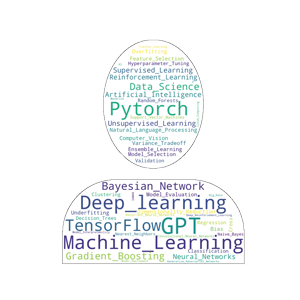 Overfitting
Feature_Selection
Hyperparameter_Tuning
Supervised_Learning
Reinforcement_Learning
Data_Science
Artificial_Intelligence
Random_Forests
Pytorch
Unsupervised_Learning
Natural_Language_Processing
Computer_Vision
Variance_Tradeoff
Ensemble_Learning
Model_Selection
Validation
Bayesian_Network
Clustering
Model_Evaluation
Deep_learning
Underfitting
Decision_Trees
Regression
TensorFlow
GPT
Bias
Nearest_Neighbors
Naive_Bayes
Machine_Learning
Classification
Gradient_Boosting
Neural_Networks